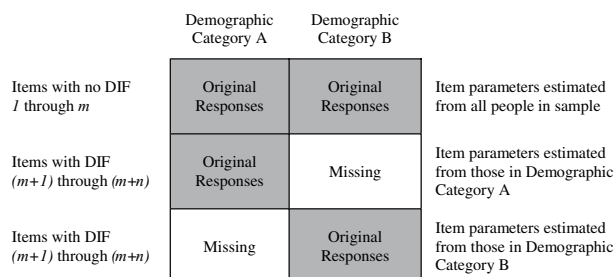 Demographic
Category A
Demographic
Category B
Items with no DIF
1 through m
Original
Responses
Original
Responses
Item parameters estimated
from all people in sample
Items with DIF
(m+1) through (m+n)
Original
Responses
Missing
Item parameters estimated
from those in Demographic
Category A
Items with DIF
(m+1) through (m+n)
Missing
Original
Responses
Item parameters estimated
from those in Demographic
Category B